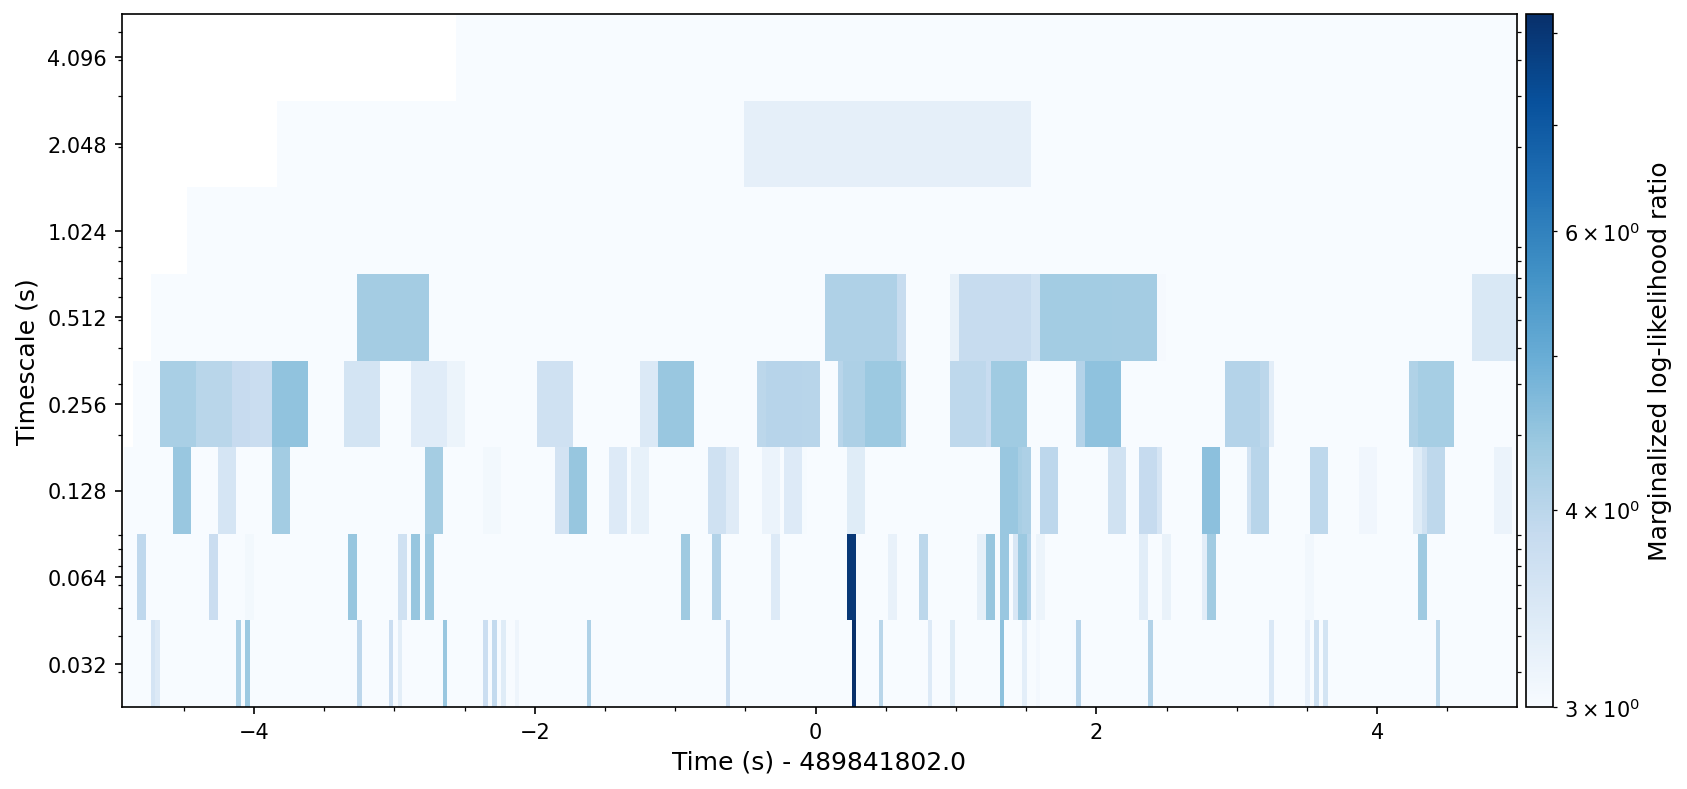 4.096
2.048
1.024
0.512
0.256
0.128
0.064
0.032
Timescale (s)
−4
−2
0
2
4
Time (s) - 489841802.0
6 × 10⁰
4 × 10⁰
3 × 10⁰
Marginalized log-likelihood ratio